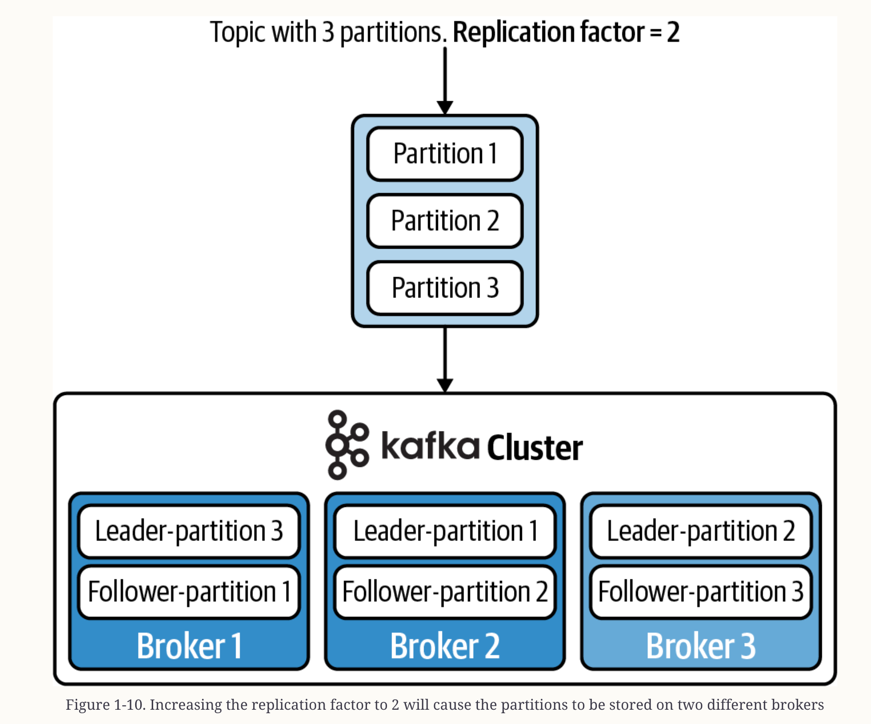 Topic with 3 partitions. Replication factor = 2
Partition 1
Partition 2
Partition 3
kafka Cluster
Leader-partition 3
Follower-partition 1
Broker 1
Leader-partition 1
Follower-partition 2
Broker 2
Leader-partition 2
Follower-partition 3
Broker 3
Figure 1-10. Increasing the replication factor to 2 will cause the partitions to be stored on two different brokers